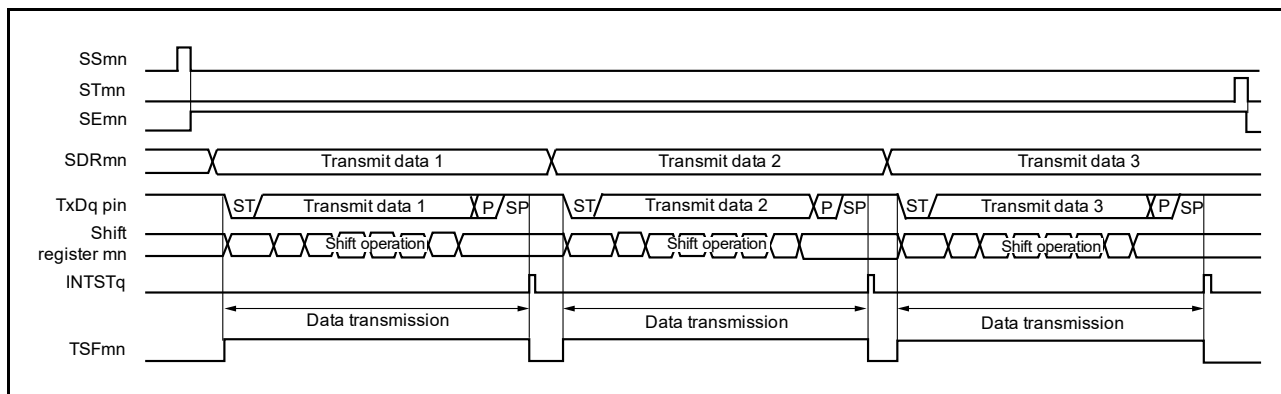 SSmn
STmn
SEmn
SDRmn Transmit data 1 Transmit data 2 Transmit data 3
TxDq pin ST Transmit data 1 P SP ST Transmit data 2 P SP ST Transmit data 3 P SP
Shift
register mn Shift operation Shift operation Shift operation
INTSTq
Data transmission Data transmission Data transmission
TSFmn